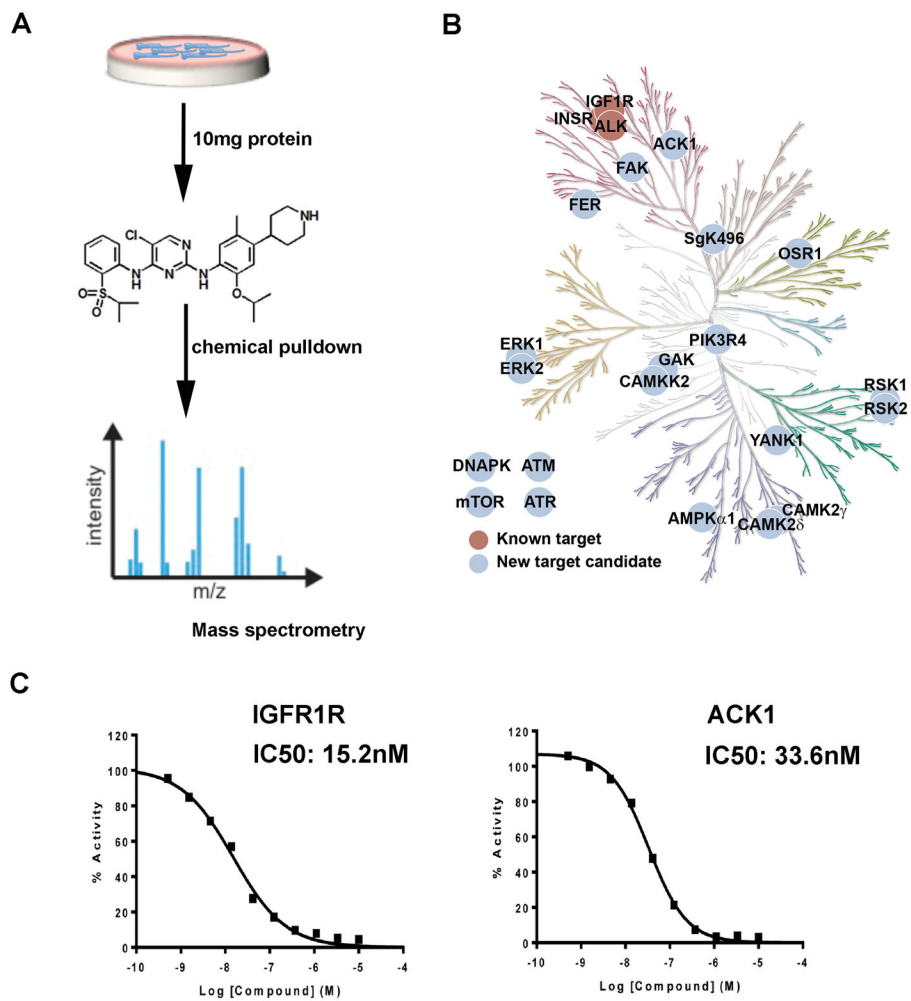 A
10mg protein
Cl
N
N
N
H
N
H
O
S
O
O
NH
chemical pulldown
intensity
m/z
Mass spectrometry
B
IGF1R
INSR
ALK
ACK1
FAK
FER
SgK496
OSR1
ERK1
ERK2
PIK3R4
GAK
CAMKK2
RSK1
RSK2
YANK1
DNAPK ATM
mTOR ATR
AMPKα1
CAMK2γ
CAMK2δ
Known target
New target candidate
C
IGFR1R
IC50: 15.2nM
% Activity
120
100
80
60
40
20
0
-10 -9 -8 -7 -6 -5 -4
Log [Compound] (M)
ACK1
IC50: 33.6nM
% Activity
120
100
80
60
40
20
0
-10 -9 -8 -7 -6 -5 -4
Log [Compound] (M)